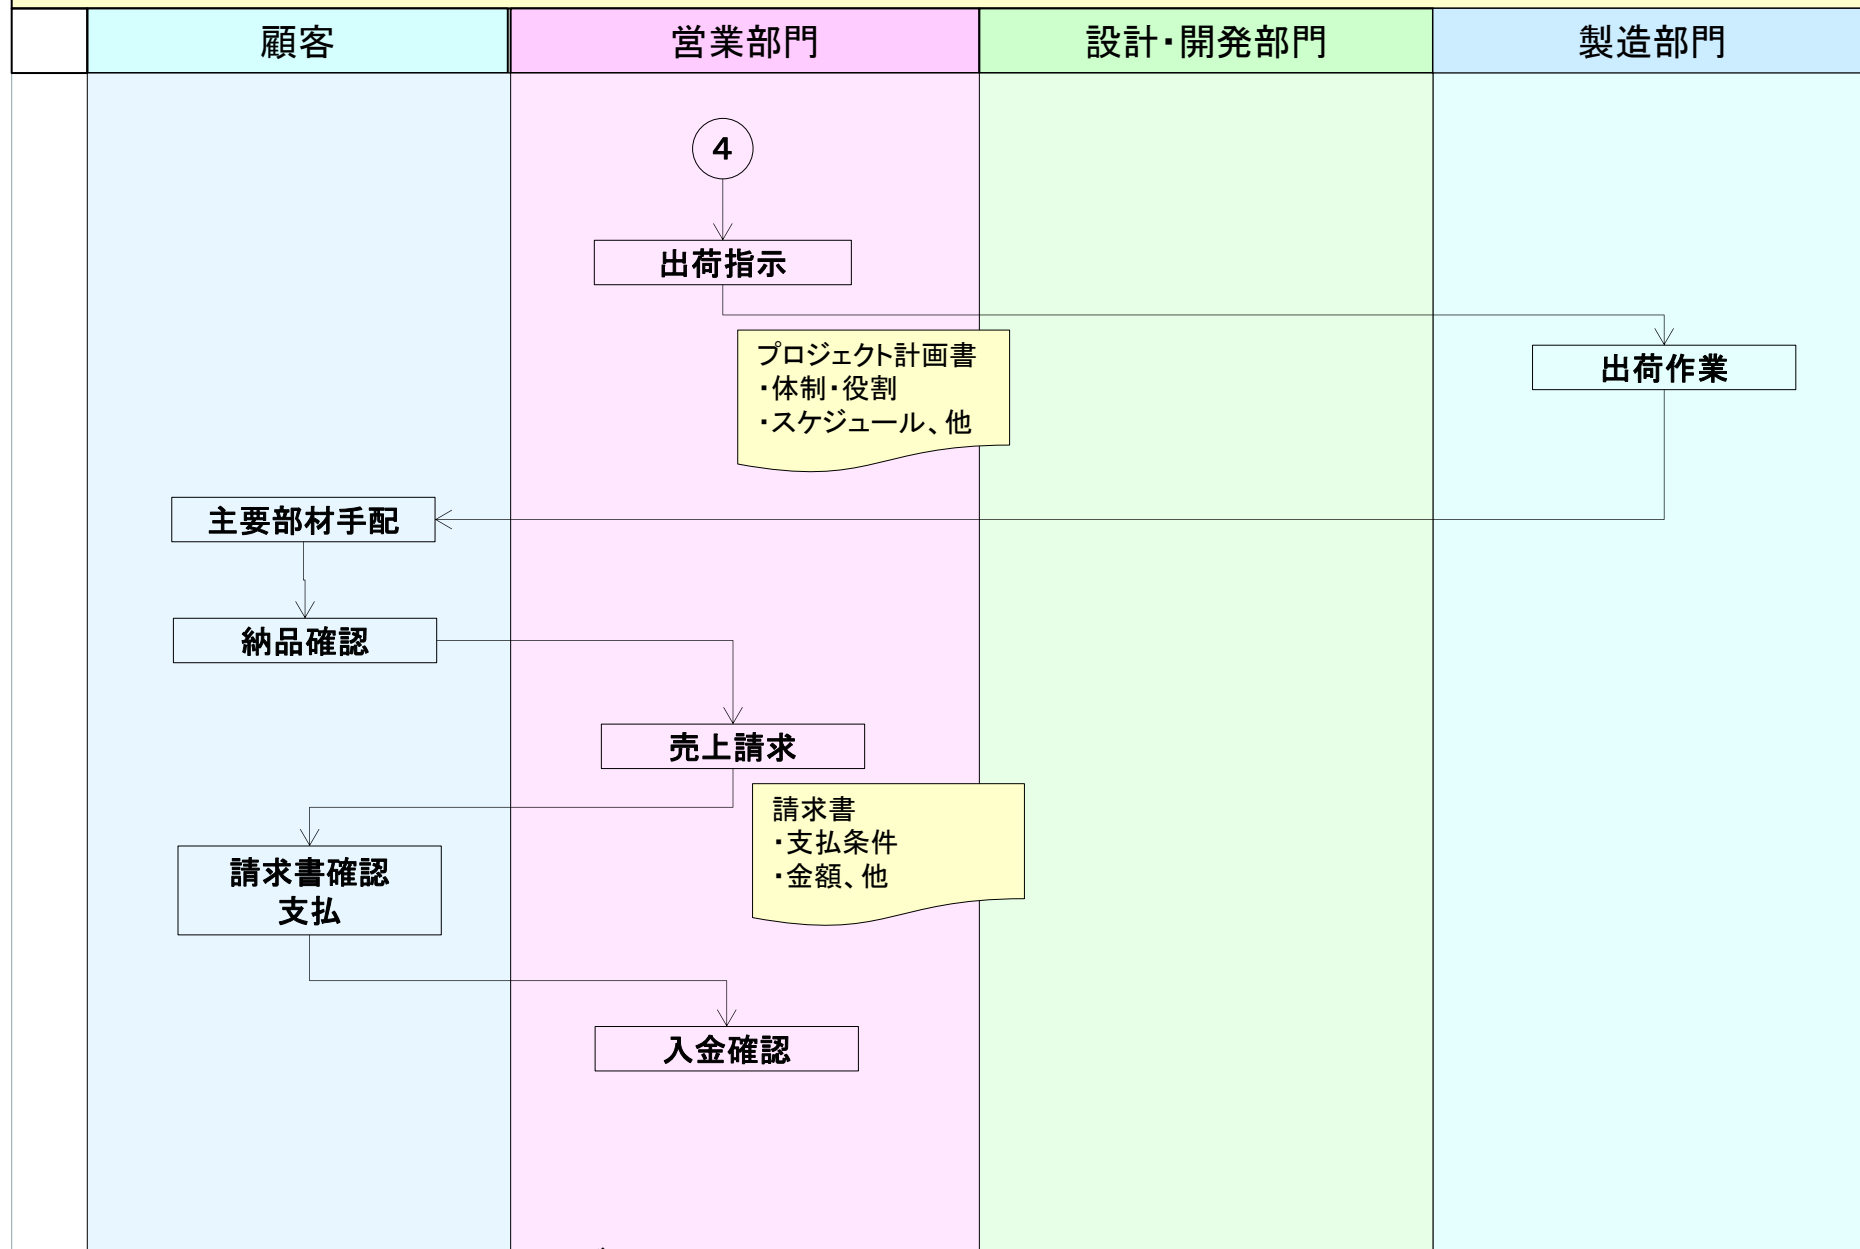 顧客
営業部門
設計・開発部門
製造部門
4
出荷指示
プロジェクト計画書
・体制・役割
・スケジュール、他
出荷作業
主要部材手配
納品確認
売上請求
請求書
・支払条件
・金額、他
請求書確認
支払
入金確認